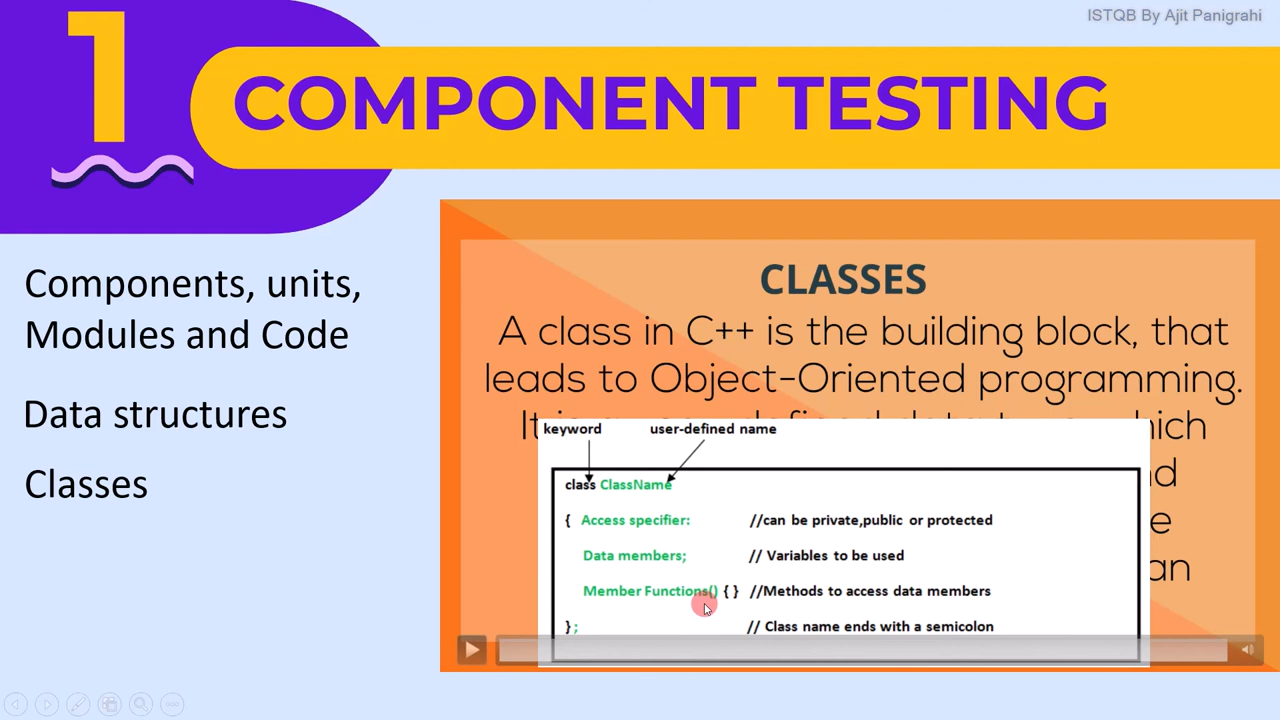 ISTQB By Ajit Panigrahi
1
COMPONENT TESTING
Components, units,
Modules and Code
Data structures
Classes
CLASSES
A class in C++ is the building block, that
leads to Object-Oriented programming.
keyword user-defined name
class ClassName
{ Access specifier: //can be private,public or protected
Data members; // Variables to be used
Member Functions() { } //Methods to access data members
} ; // Class name ends with a semicolon